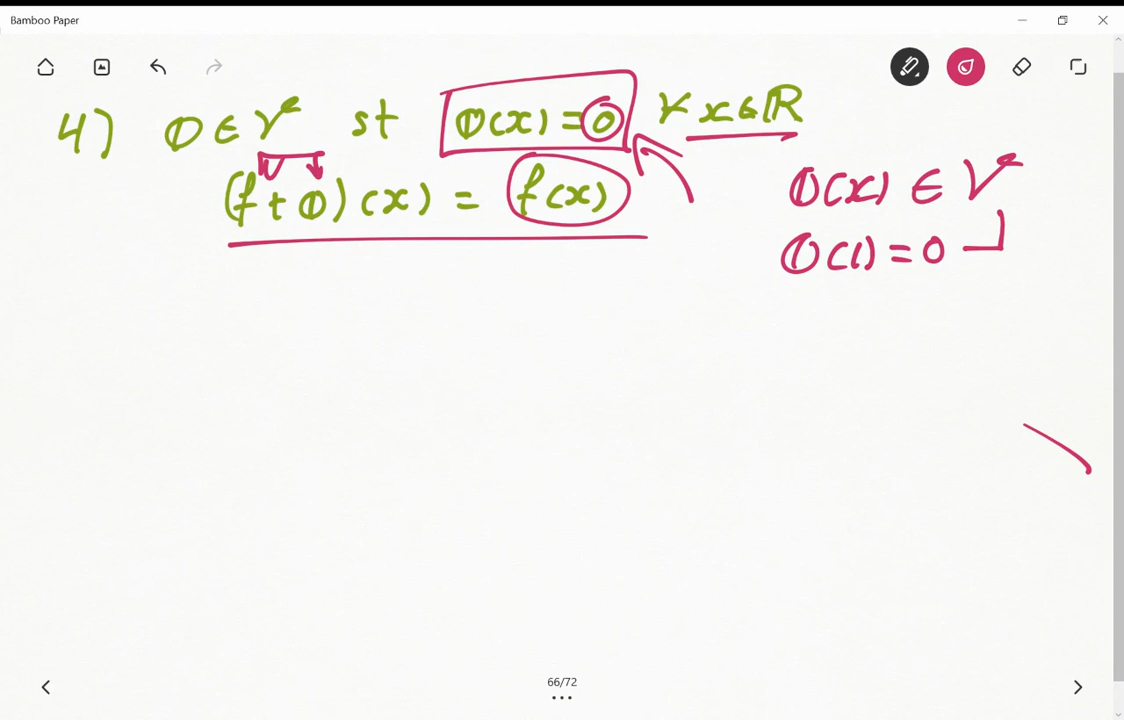 Bamboo Paper
4) 𝟘 ∈ V st 𝟘(x) = 0 ∀ x ∈ ℝ
(f + 𝟘)(x) = f(x)
𝟘(x) ∈ V
𝟘(1) = 0
66/72